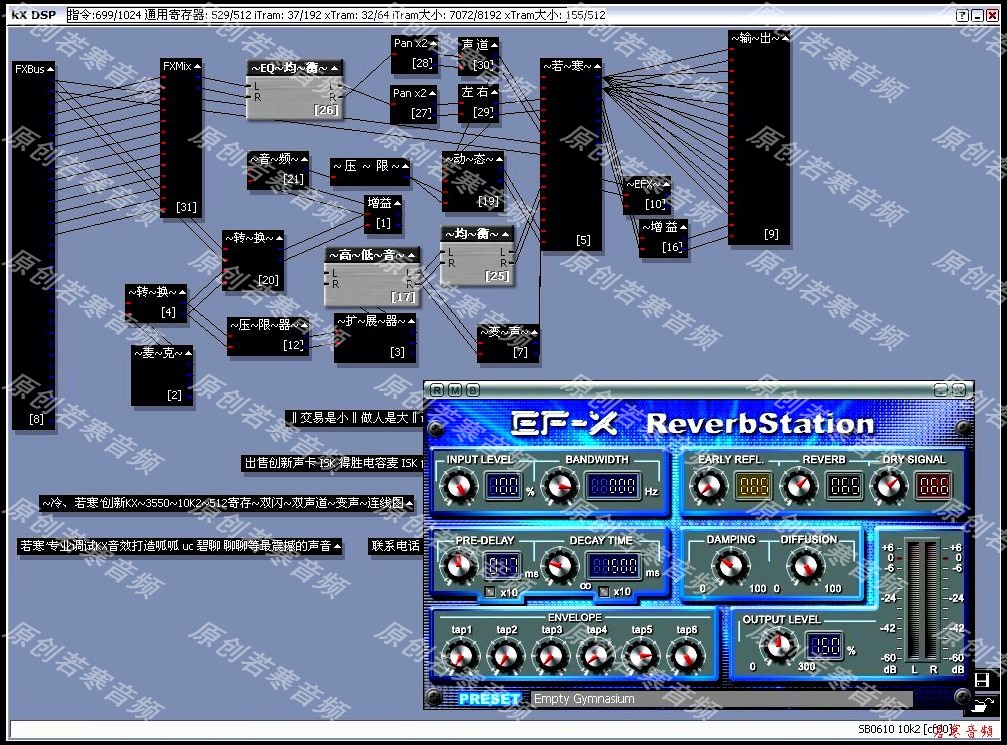 kX DSP 指令:699/1024 通用寄存器: 529/512 iTram: 37/192 xTram: 32/64 iTram大小: 7072/8192 xTram大小: 155/512
FXBus
[8]
FXMix
[31]
~EQ~均~衡~
L
R
[26]
Pan x2
[28]
声 道
[30]
Pan x2
[27]
左 右
[29]
~若~寒~
[5]
~输~出~
[9]
~音~频~
[21]
~压 ~ 限~
~动~态~
[19]
增益
[1]
~EFX~
[10]
~增 益
[16]
~转~换~
[20]
~高~低~音~
L
R
[17]
~均~衡~
L
R
[25]
~转~换~
[4]
~压~限~器~
[12]
~扩~展~器~
[3]
~变~声~
[7]
~麦~克~
[2]
‖交易是小‖做人是大‖
出售创新声卡 ISK 得胜电容麦 ISK
~冷、若寒'创新KX~3550~10K2~512寄存~双闪~双声道~变声~连线图~
若寒'专业调试KX音效打造呱呱 uc 碧聊 聊聊等最震撼的声音
联系电话
R M B
EF-X ReverbStation
INPUT LEVEL
100 %
BANDWIDTH
Hz
EARLY REFL.
REVERB
DRY SIGNAL
PRE-DELAY
ms
x10
DECAY TIME
ms
∞ x10
DAMPING
0 100
DIFFUSION
0 100
ENVELOPE
tap1 tap2 tap3 tap4 tap5 tap6
OUTPUT LEVEL
0 300
150 %
+6 +6
0 0
-6 -6
-24 -24
-42 -42
-60 -60
dB L R dB
PRESET Empty Gymnasium
SB0610 10k2
若寒音频
原创若寒音频